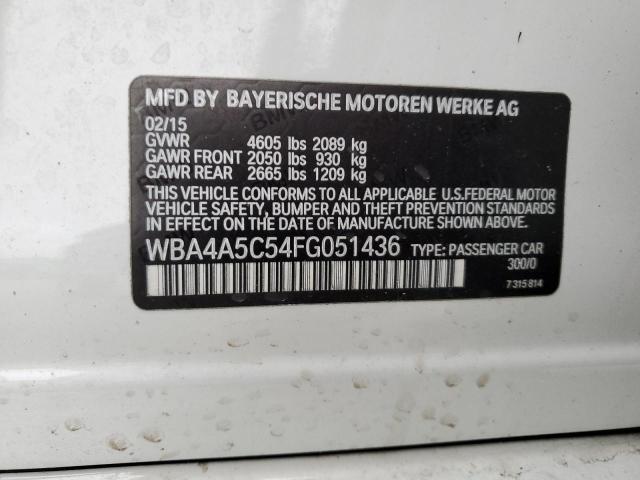 MFD BY BAYERISCHE MOTOREN WERKE AG
02/15
GVWR 4605 lbs 2089 kg
GAWR FRONT 2050 lbs 930 kg
GAWR REAR 2665 lbs 1209 kg
THIS VEHICLE CONFORMS TO ALL APPLICABLE U.S.FEDERAL MOTOR
VEHICLE SAFETY, BUMPER AND THEFT PREVENTION STANDARDS
IN EFFECT ON THE DATE OF MANUFACTURE SHOWN ABOVE.
WBA4A5C54FG051436 TYPE: PASSENGER CAR
300/0
7315814